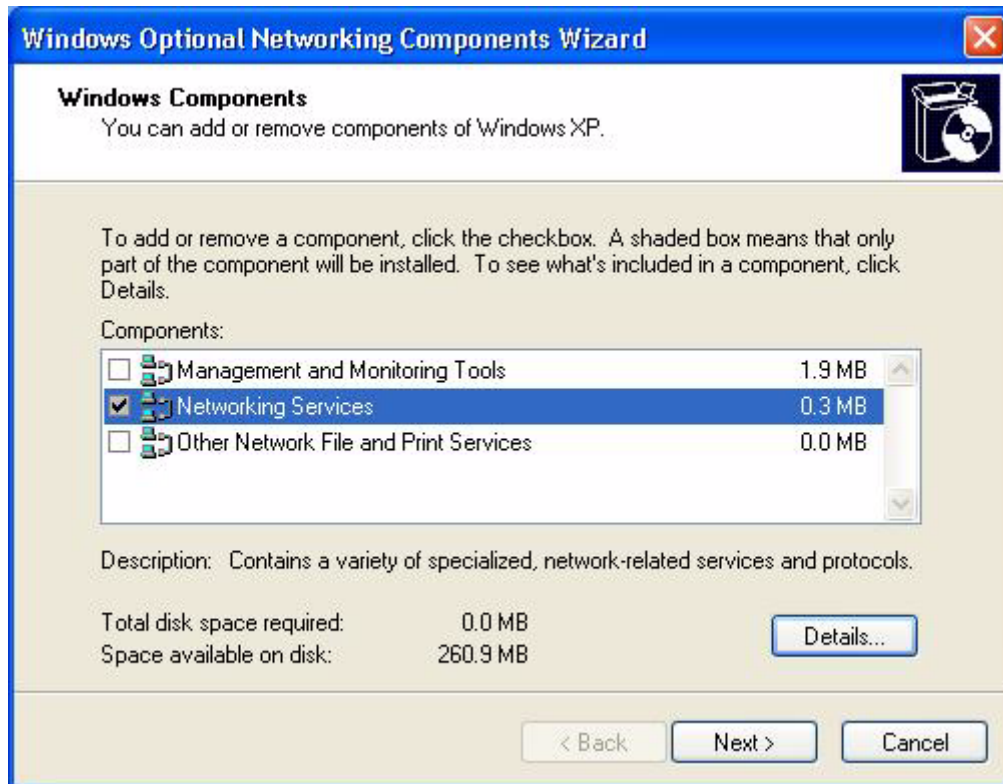 Windows Optional Networking Components Wizard
Windows Components
You can add or remove components of Windows XP.
To add or remove a component, click the checkbox. A shaded box means that only
part of the component will be installed. To see what's included in a component, click
Details.
Components:
Management and Monitoring Tools 1.9 MB
Networking Services 0.3 MB
Other Network File and Print Services 0.0 MB
Description: Contains a variety of specialized, network-related services and protocols.
Total disk space required: 0.0 MB
Space available on disk: 260.9 MB
Details...
< Back Next > Cancel